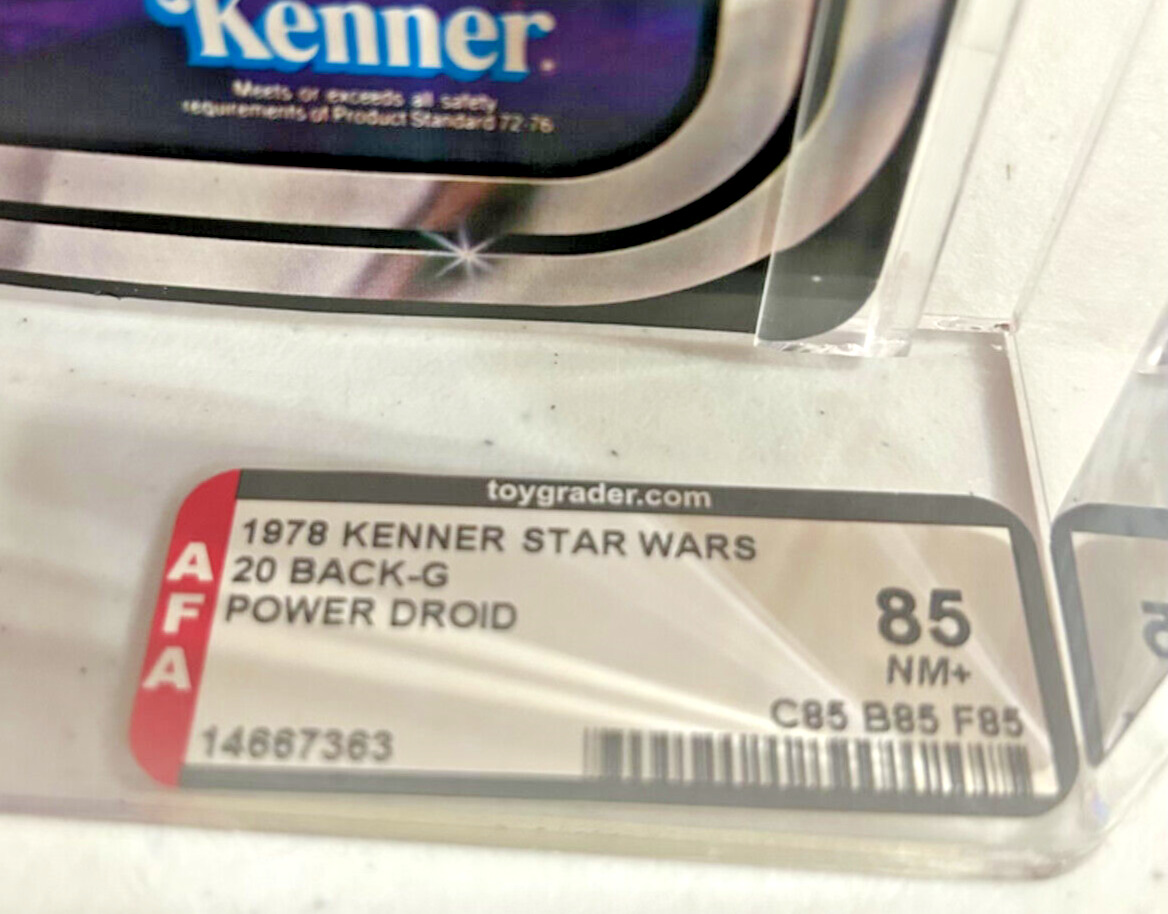 Kenner.
Meets or exceeds all safety
requirements of Product Standard 72-76
toygrader.com
AFA
1978 KENNER STAR WARS
20 BACK-G
POWER DROID
85
NM+
C85 B85 F85
14667363